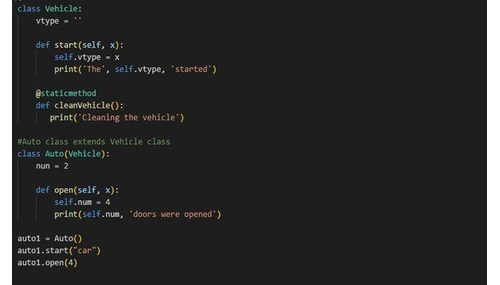 class Vehicle:
    vtype = ''

    def start(self, x):
        self.vtype = x
        print('The', self.vtype, 'started')

    @staticmethod
    def cleanVehicle():
       print('Cleaning the vehicle')

#Auto class extends Vehicle class
class Auto(Vehicle):
    nun = 2

    def open(self, x):
        self.num = 4
        print(self.num, 'doors were opened')

auto1 = Auto()
auto1.start("car")
auto1.open(4)